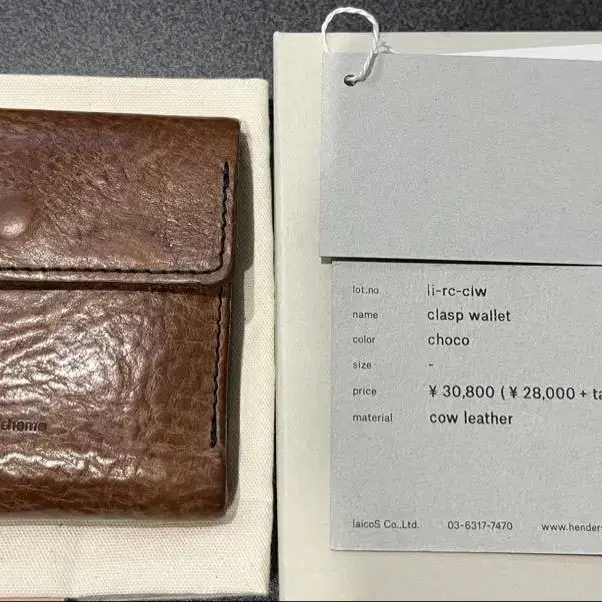 lot.no li-rc-clw
name clasp wallet
color choco
size -
price ¥ 30,800 ( ¥ 28,000 + ta
material cow leather
laicoS Co.,Ltd. 03-6317-7470 www.henders